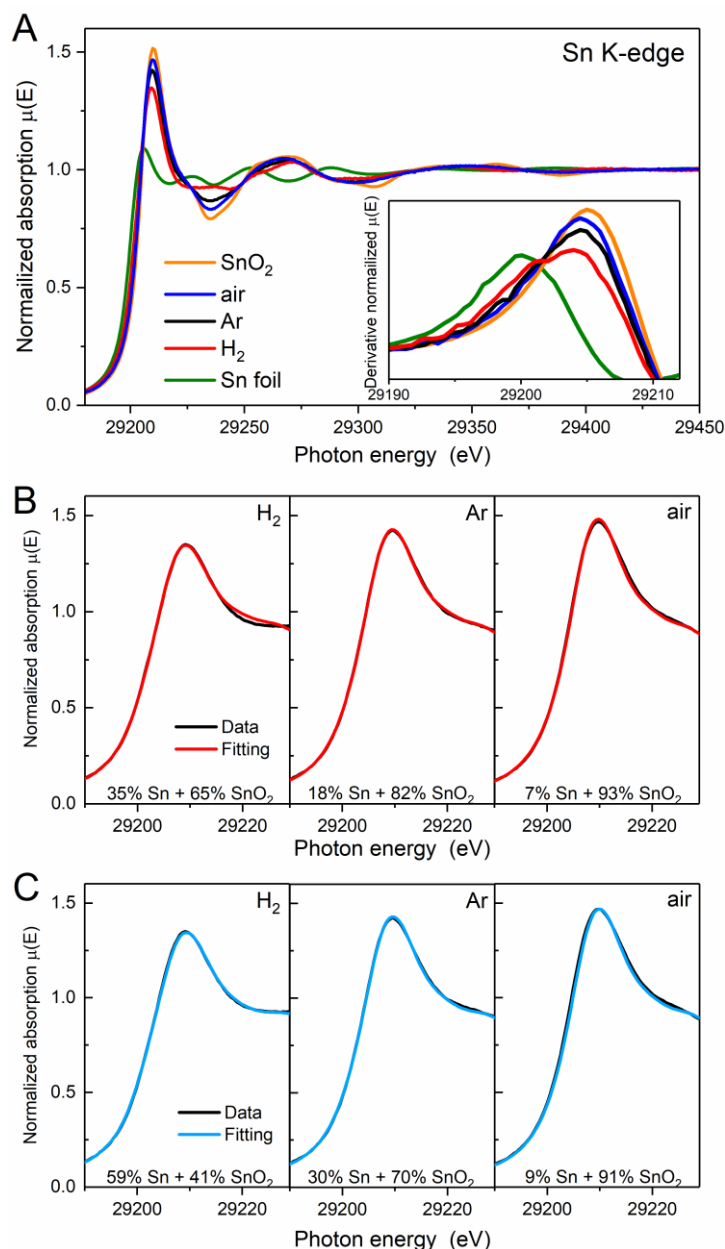 A
Sn K-edge
Normailized absorption μ(E)
1.5
1.0
0.5
0.0
SnO2
air
Ar
H2
Sn foil
Derivative normalized μ(E)
29190 29200 29210
29200 29250 29300 29350 29400 29450
Photon energy (eV)
B
H2 Ar air
Normalized absorption μ(E)
1.5
1.0
0.5
0.0
Data
Fitting
35% Sn + 65% SnO2 18% Sn + 82% SnO2 7% Sn + 93% SnO2
29200 29220 29200 29220 29200 29220
Photon energy (eV)
C
H2 Ar air
Normalized absorption μ(E)
1.5
1.0
0.5
0.0
Data
Fitting
59% Sn + 41% SnO2 30% Sn + 70% SnO2 9% Sn + 91% SnO2
29200 29220 29200 29220 29200 29220
Photon energy (eV)